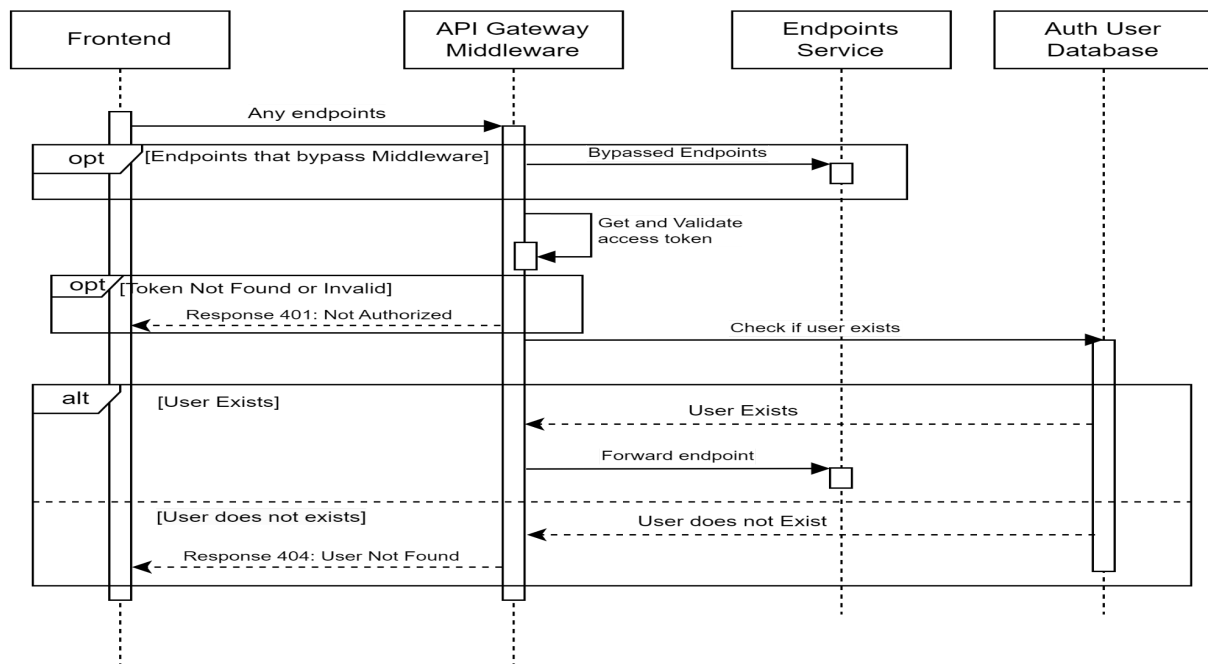 Frontend
API Gateway
Middleware
Endpoints
Service
Auth User
Database
Any endpoints
opt
[Endpoints that bypass Middleware]
Bypassed Endpoints
Get and Validate
access token
opt
[Token Not Found or Invalid]
Response 401: Not Authorized
Check if user exists
alt
[User Exists]
User Exists
Forward endpoint
[User does not exists]
User does not Exist
Response 404: User Not Found